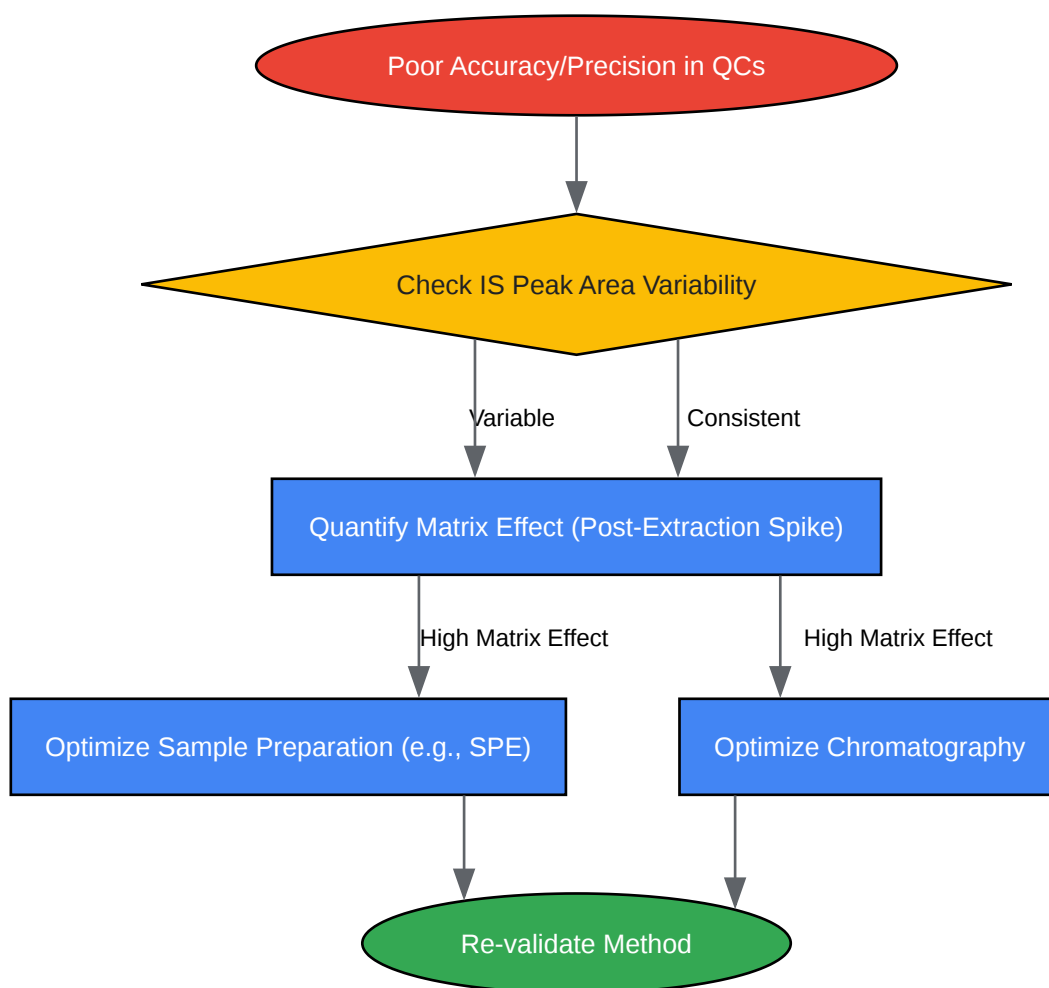 Poor Accuracy/Precision in QCs
Check IS Peak Area Variability
Variable
Consistent
Quantify Matrix Effect (Post-Extraction Spike)
High Matrix Effect
High Matrix Effect
Optimize Sample Preparation (e.g., SPE)
Optimize Chromatography
Re-validate Method